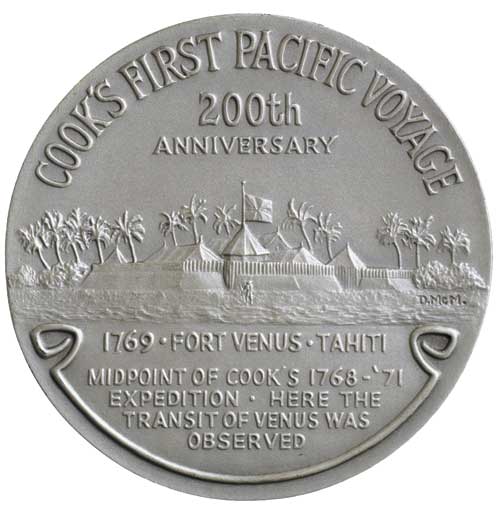 COOK'S FIRST PACIFIC VOYAGE
200th
ANNIVERSARY
D. McM.
1769 · FORT VENUS · TAHITI
MIDPOINT OF COOK'S 1768-'71
EXPEDITION · HERE THE
TRANSIT OF VENUS WAS
OBSERVED